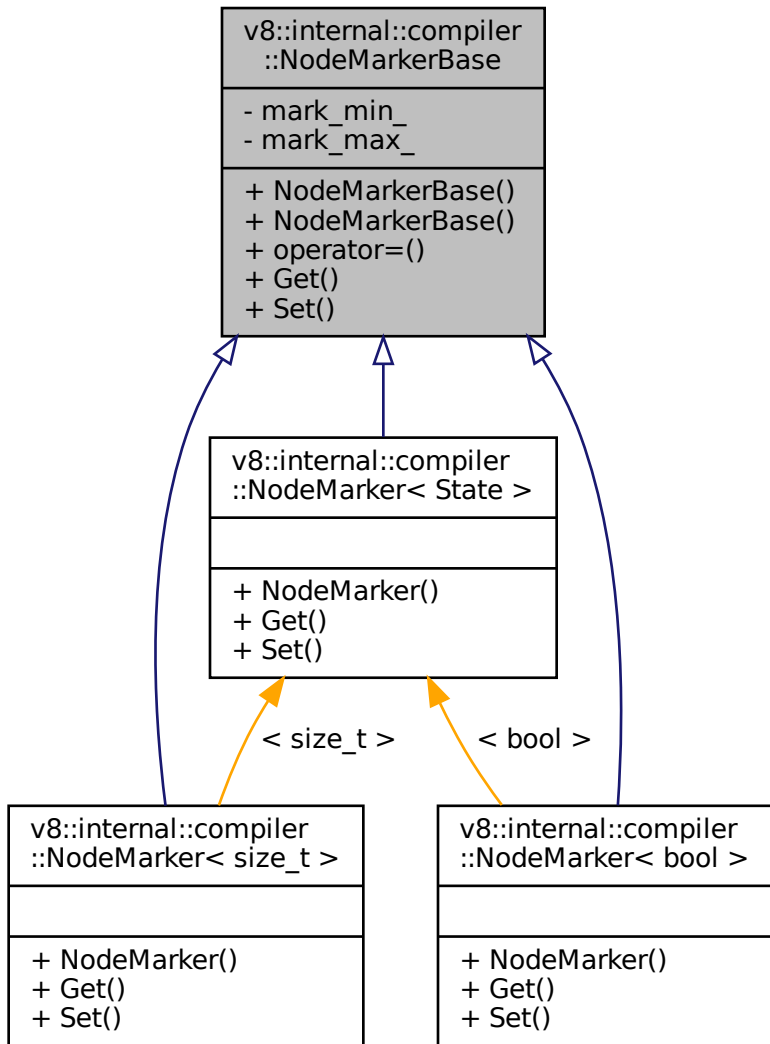 v8::internal::compiler
::NodeMarkerBase
- mark_min_
- mark_max_
+ NodeMarkerBase()
+ NodeMarkerBase()
+ operator=()
+ Get()
+ Set()
v8::internal::compiler
::NodeMarker< State >
+ NodeMarker()
+ Get()
+ Set()
< size_t >
< bool >
v8::internal::compiler
::NodeMarker< size_t >
+ NodeMarker()
+ Get()
+ Set()
v8::internal::compiler
::NodeMarker< bool >
+ NodeMarker()
+ Get()
+ Set()